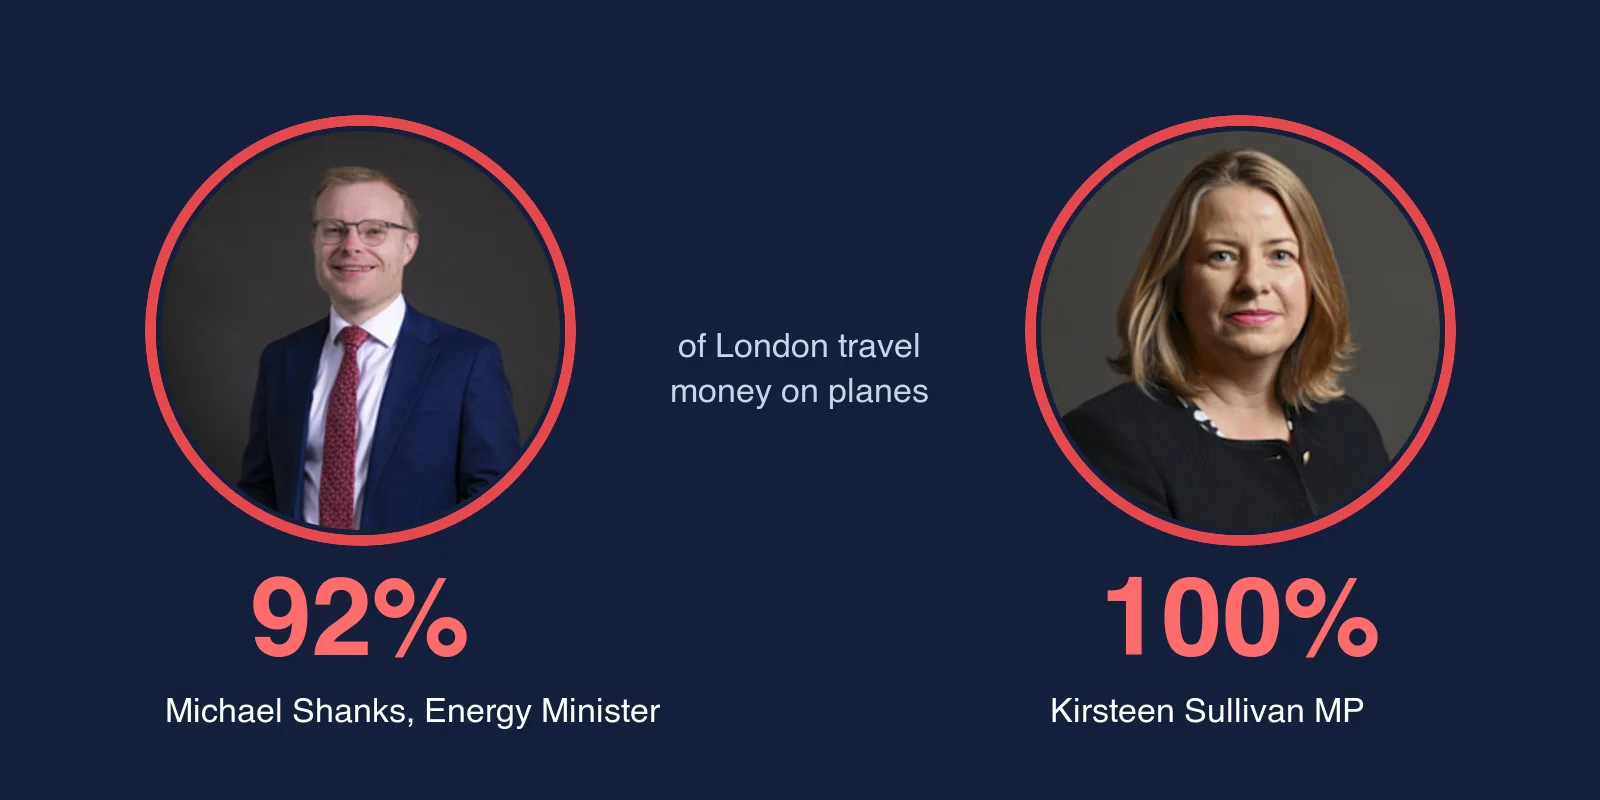 of London travel
money on planes
92%
100%
Michael Shanks, Energy Minister
Kirsteen Sullivan MP